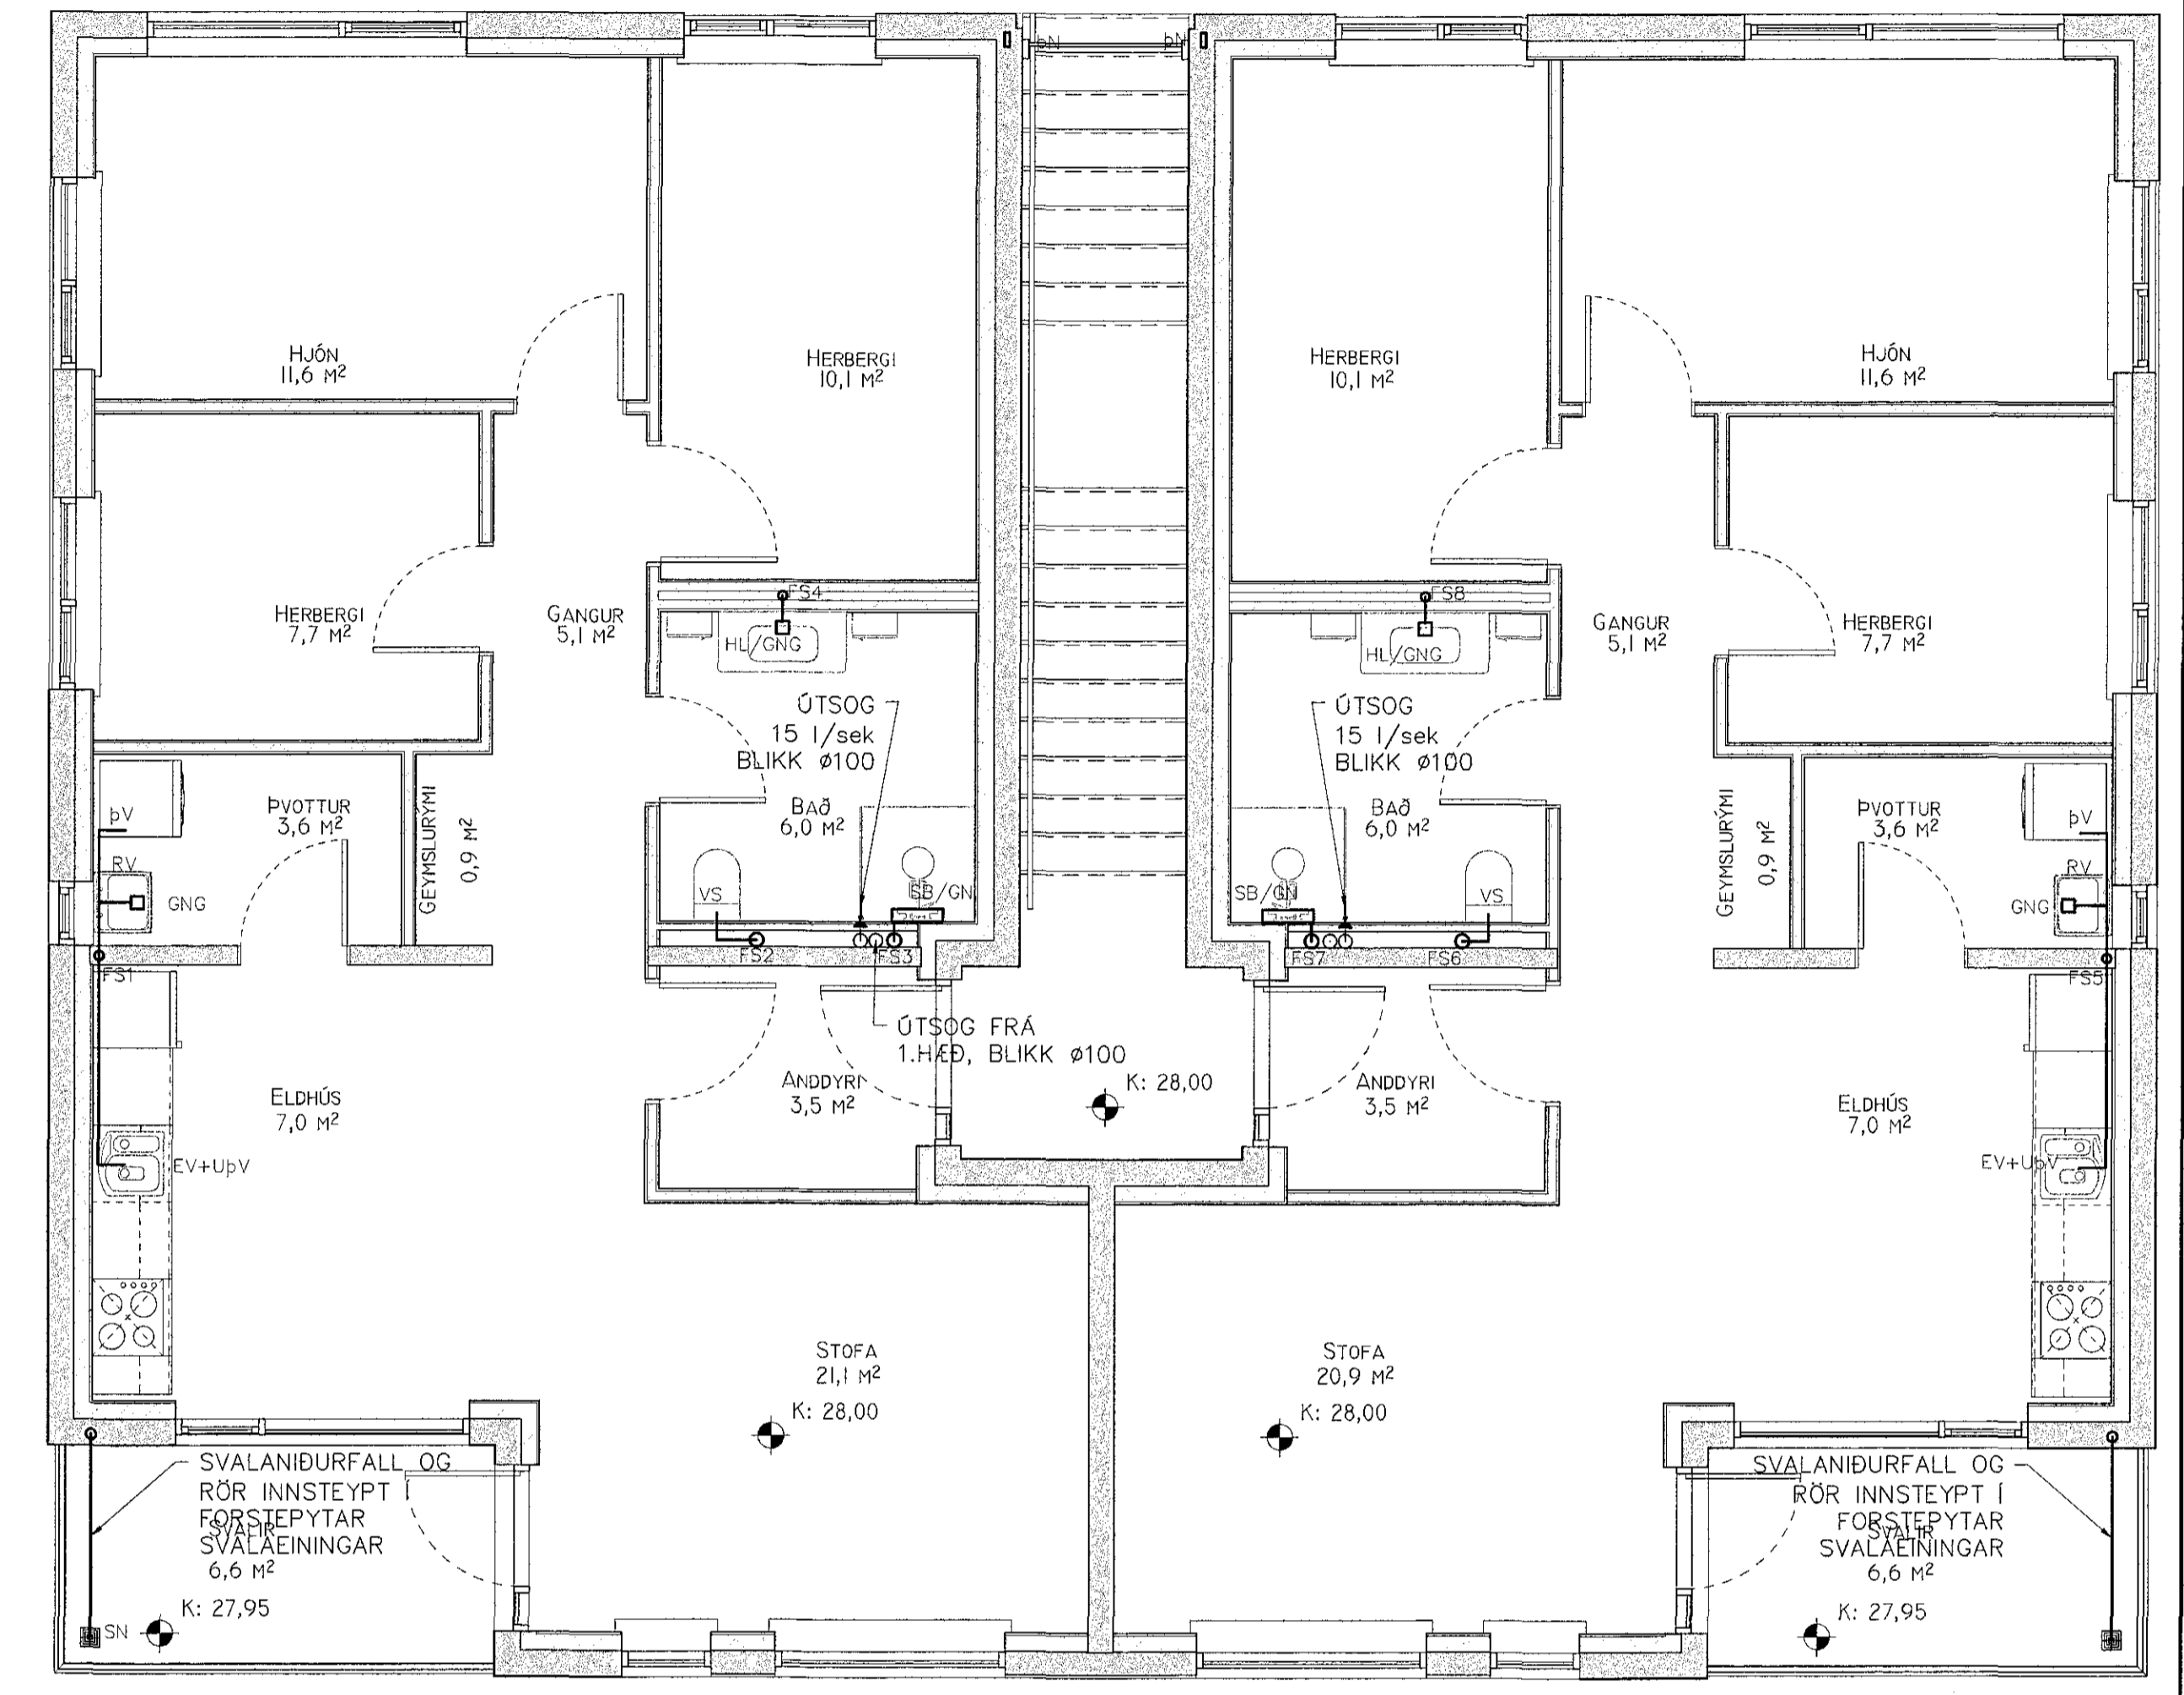 þN
þN
HJÓN
11,6 M²
HERBERGI
10,1 M²
HERBERGI
10,1 M²
HJÓN
11,6 M²
HERBERGI
7,7 M²
GANGUR
5,1 M²
FS4
HL/GNG
FS8
HL/GNG
GANGUR
5,1 M²
HERBERGI
7,7 M²
ÚTSOG
15 l/sek
BLIKK ø100
ÚTSOG
15 l/sek
BLIKK ø100
þV
ÞVOTTUR
3,6 M²
RV
GNG
GEYMSLURÝMI
0,9 M²
BAÐ
6,0 M²
VS
SB/GN
BAÐ
6,0 M²
SB/GN
VS
GEYMSLURÝMI
0,9 M²
ÞVOTTUR
3,6 M²
þV
RV
GNG
FS1
FS2
FS3
FS7
FS6
FS5
ÚTSOG FRÁ
1.HÆÐ, BLIKK ø100
K: 28,00
ANDDYRI
3,5 M²
ANDDYRI
3,5 M²
ELDHÚS
7,0 M²
ELDHÚS
7,0 M²
EV+UþV
EV+UþV
STOFA
21,1 M²
K: 28,00
STOFA
20,9 M²
K: 28,00
SVALANIÐURFALL OG
RÖR INNSTEYPT Í
FORSTEPYTAR
SVALIR
SVALAEININGAR
6,6 M²
K: 27,95
SN
SVALANIÐURFALL OG
RÖR INNSTEYPT Í
FORSTEPYTAR
SVALIR
SVALAEININGAR
6,6 M²
K: 27,95